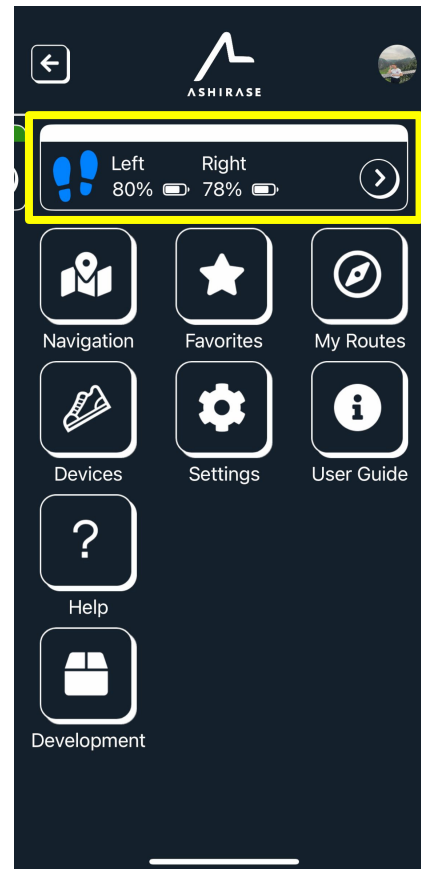 ASHIRASE
Left Right
80% 78%
Navigation Favorites My Routes
Devices Settings User Guide
?
Help
Development